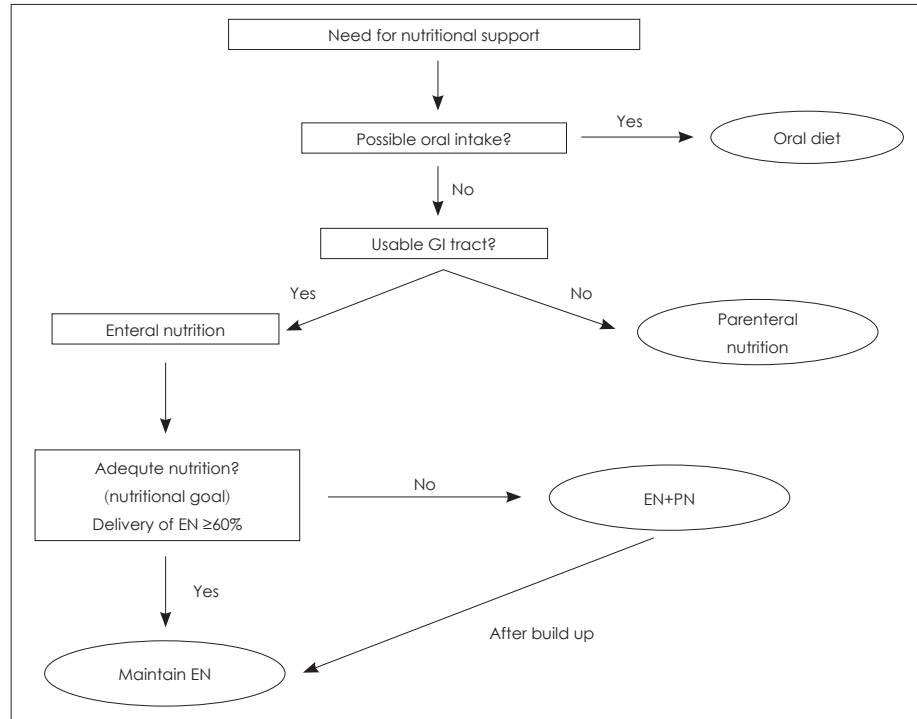 Need for nutritional support
Possible oral intake?
Yes
Oral diet
No
Usable GI tract?
Yes
No
Enteral nutrition
Parenteral
nutrition
Adequte nutrition?
(nutritional goal)
Delivery of EN ≥60%
No
EN+PN
Yes
After build up
Maintain EN